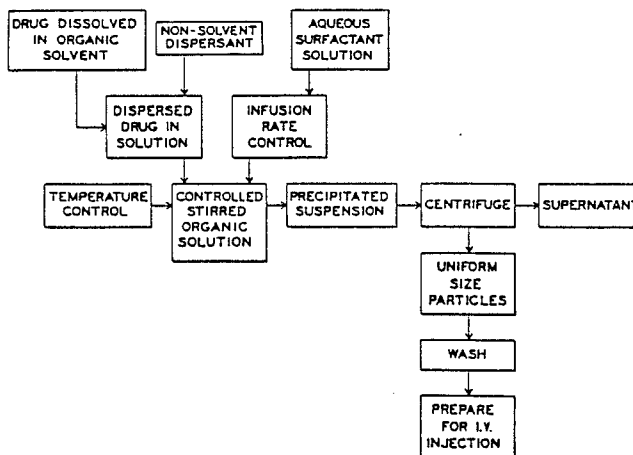 DRUG DISSOLVED
IN ORGANIC
SOLVENT
NON-SOLVENT
DISPERSANT
AQUEOUS
SURFACTANT
SOLUTION
DISPERSED
DRUG IN
SOLUTION
INFUSION
RATE
CONTROL
TEMPERATURE
CONTROL
CONTROLLED
STIRRED
ORGANIC
SOLUTION
PRECIPITATED
SUSPENSION
CENTRIFUGE
SUPERNATANT
UNIFORM
SIZE
PARTICLES
WASH
PREPARE
FOR I.V.
INJECTION